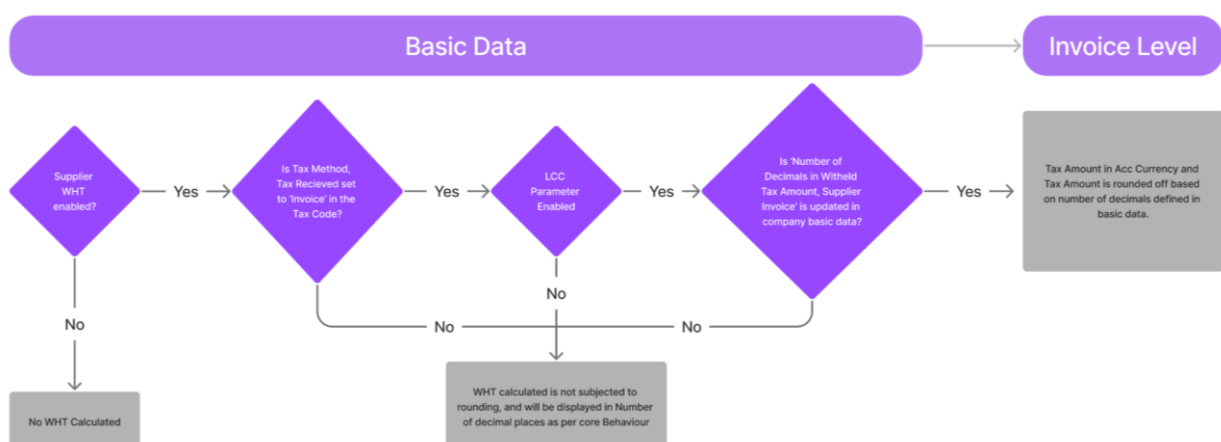 Basic Data
Invoice Level
Supplier
WHT
enabled?
Yes
Is Tax Method,
Tax Recieved set
to 'Invoice' in the
Tax Code?
Yes
LCC
Parameter
Enabled
Yes
Is 'Number of
Decimals in Witheld
Tax Amount, Supplier
Invoice' is updated in
company basic data?
Yes
Tax Amount in Acc Currency and
Tax Amount is rounded off based
on number of decimals defined in
basic data.
No
No
No
No
No WHT Calculated
WHT calculated is not subjected to
rounding, and will be displayed in Number
of decimal places as per core Behaviour